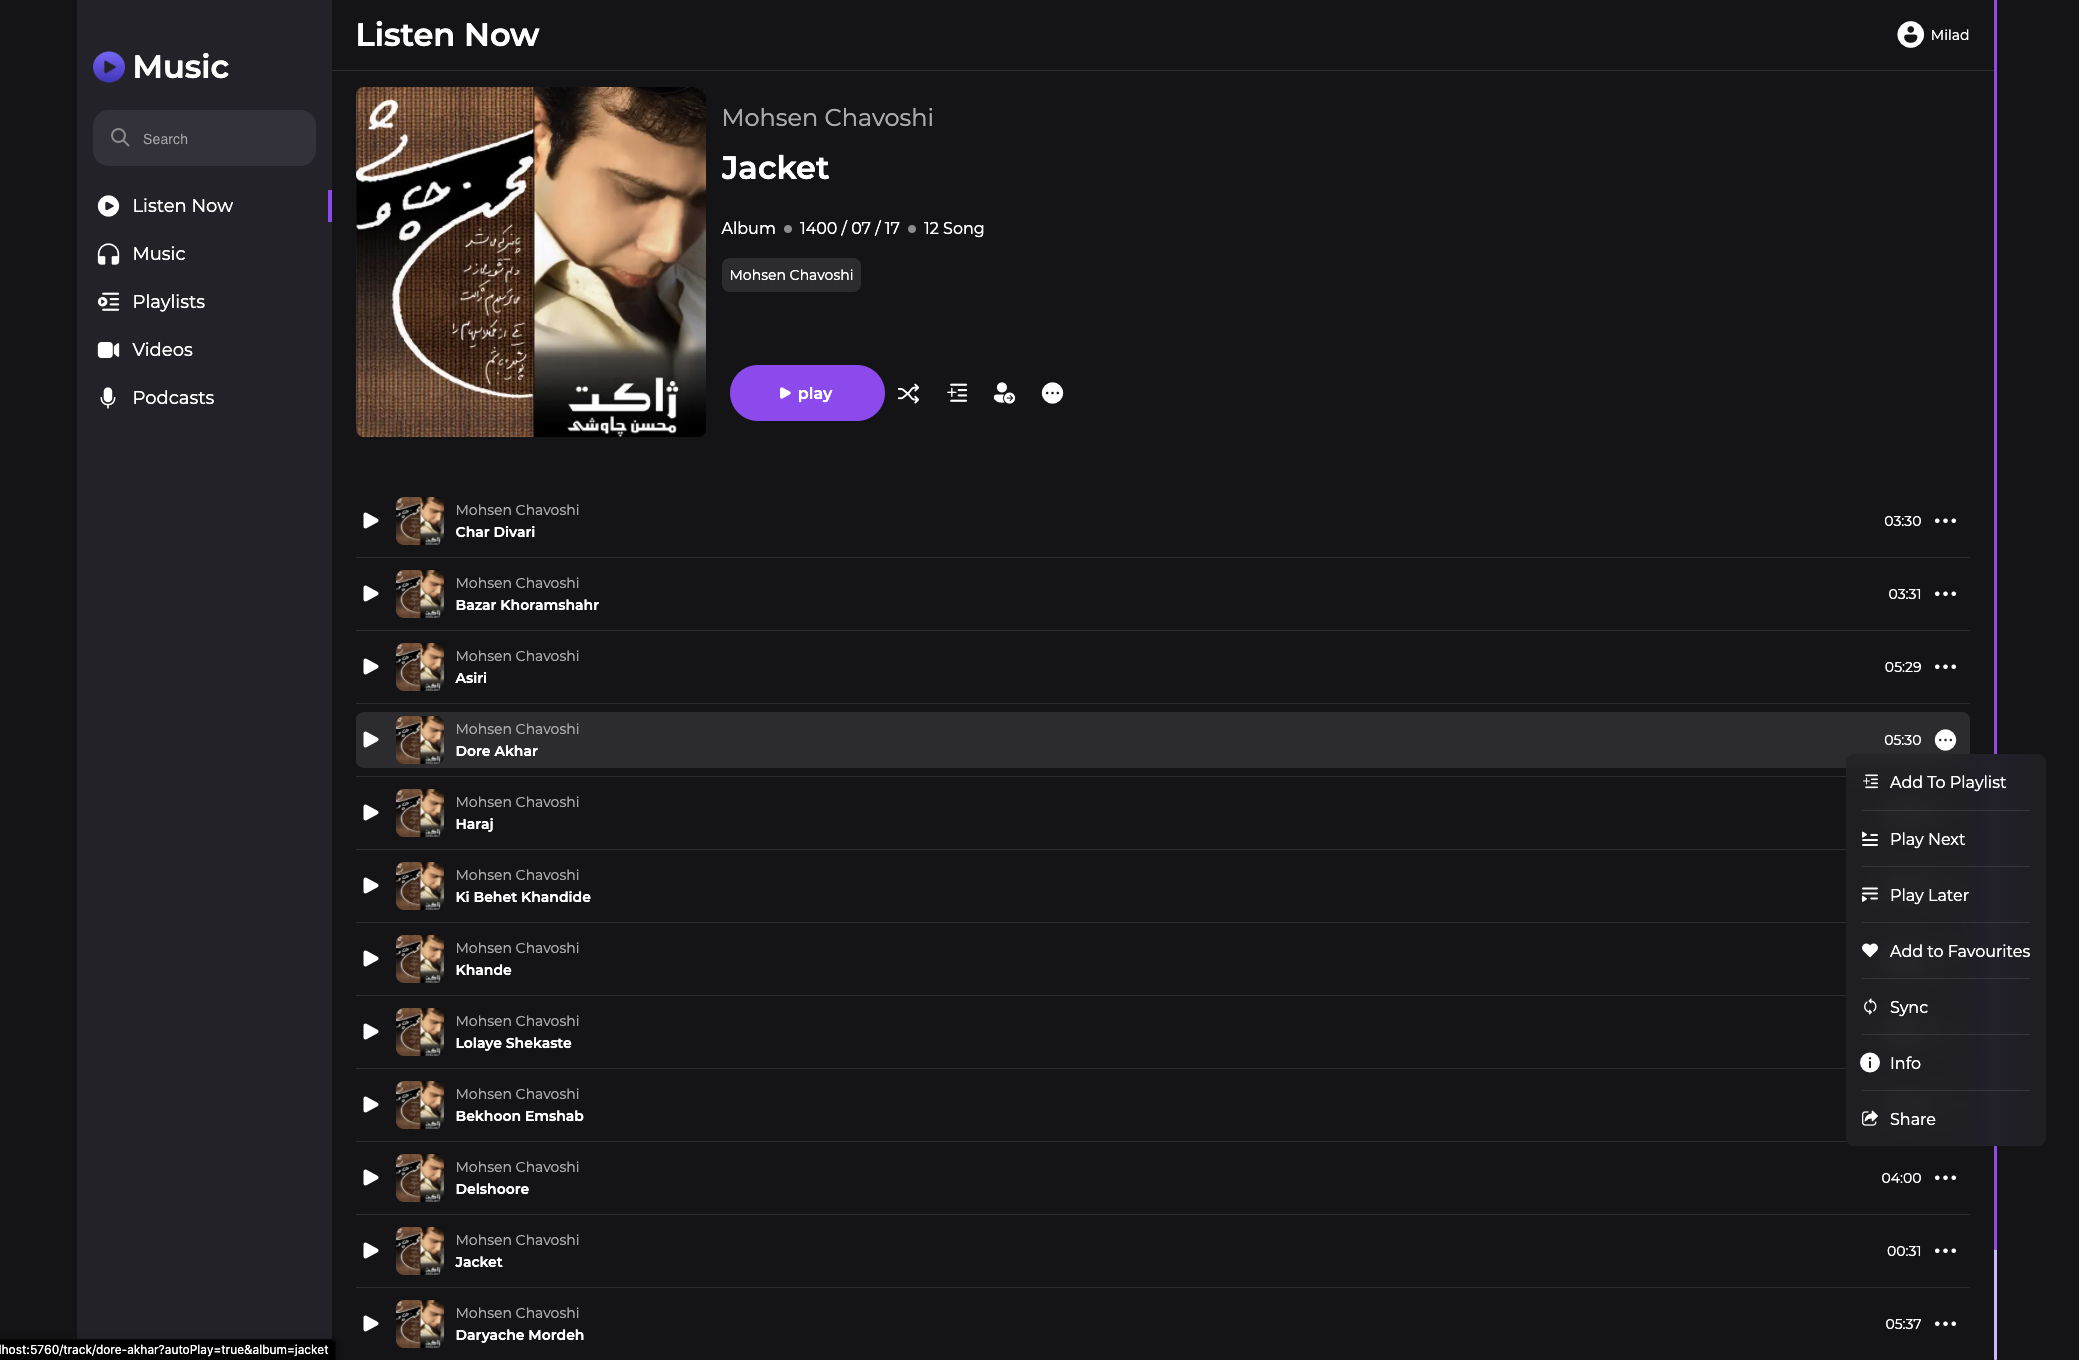 Music
Search
Listen Now
Music
Playlists
Videos
Podcasts
Listen Now
Milad
محسن چاوشی
ژاکت
محسن چاوشی
Mohsen Chavoshi
Jacket
Album • 1400 / 07 / 17 • 12 Song
Mohsen Chavoshi
play
Mohsen Chavoshi
Char Divari
03:30
Mohsen Chavoshi
Bazar Khoramshahr
03:31
Mohsen Chavoshi
Asiri
05:29
Mohsen Chavoshi
Dore Akhar
05:30
Mohsen Chavoshi
Haraj
Mohsen Chavoshi
Ki Behet Khandide
Mohsen Chavoshi
Khande
Mohsen Chavoshi
Lolaye Shekaste
Mohsen Chavoshi
Bekhoon Emshab
Mohsen Chavoshi
Delshoore
04:00
Mohsen Chavoshi
Jacket
00:31
Mohsen Chavoshi
Daryache Mordeh
05:37
Add To Playlist
Play Next
Play Later
Add to Favourites
Sync
Info
Share
lhost:5760/track/dore-akhar?autoPlay=true&album=jacket